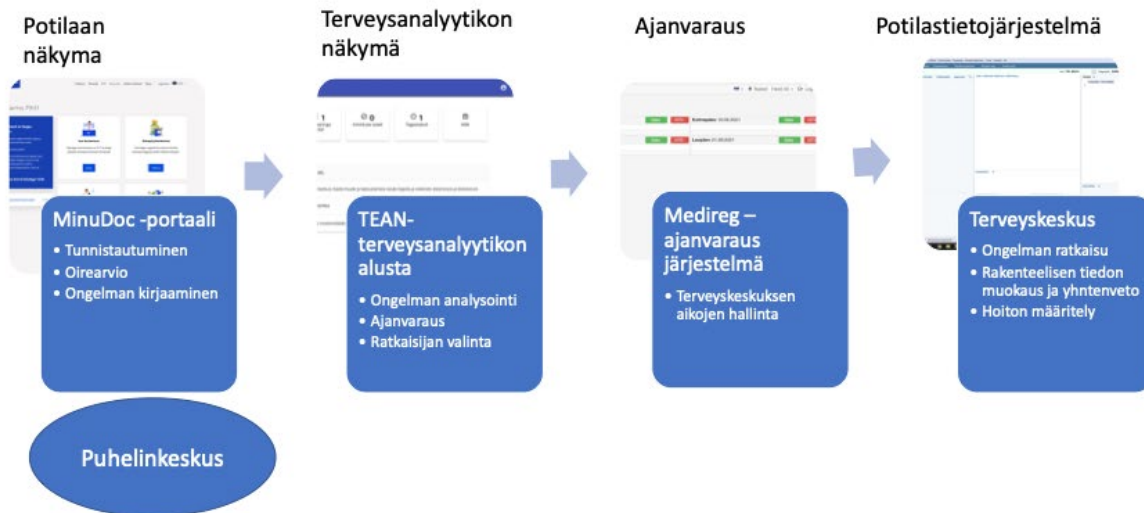 Potilaan
näkyma
Terveysanalyytikon
näkymä
Ajanvaraus
Potilastietojärjestelmä
MinuDoc -portaali
• Tunnistautuminen
• Oirearvio
• Ongelman kirjaaminen
TEAN-
terveysanalyytikon
alusta
• Ongelman analysointi
• Ajanvaraus
• Ratkaisijan valinta
Medireg –
ajanvaraus
järjestelmä
• Terveyskeskuksen
aikojen hallinta
Terveyskeskus
• Ongelman ratkaisu
• Rakenteelisen tiedon
muokaus ja yhntenveto
• Hoiton määritely
Puhelinkeskus